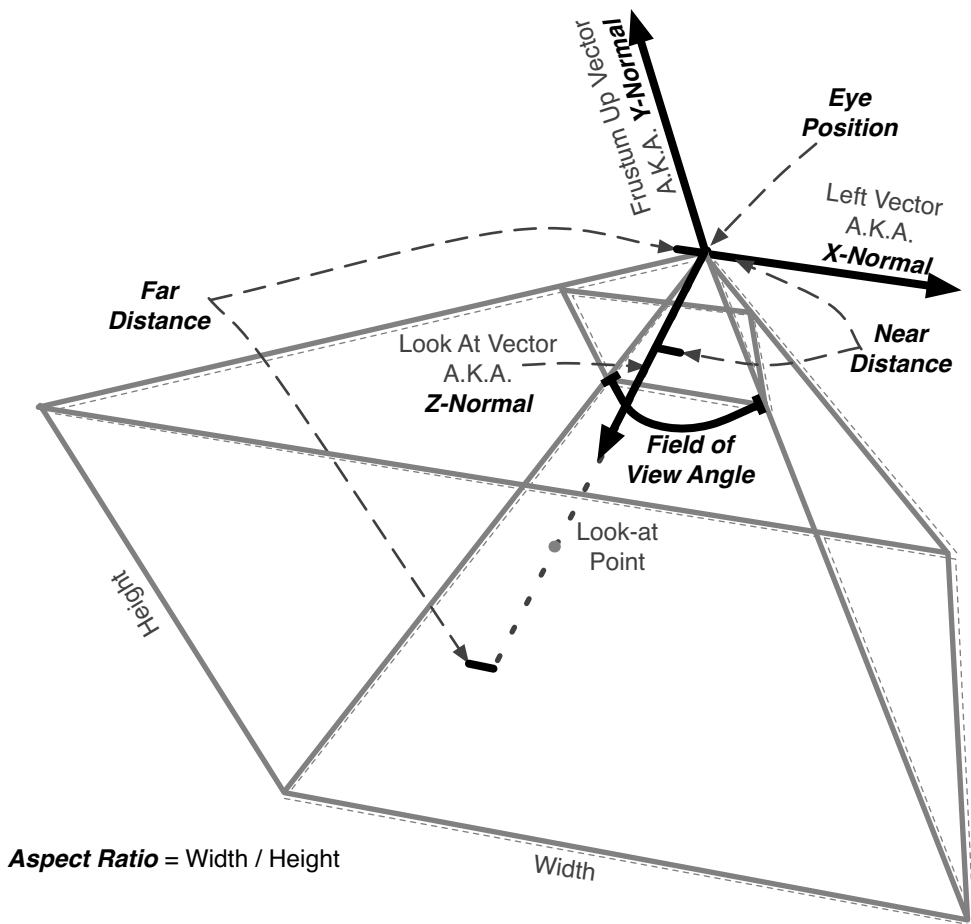 Frustum Up Vector
A.K.A. Y-Normal
Eye
Position
Left Vector
A.K.A.
X-Normal
Far
Distance
Near
Distance
Look At Vector
A.K.A.
Z-Normal
Field of
View Angle
Look-at
Point
Height
Width
Aspect Ratio = Width / Height